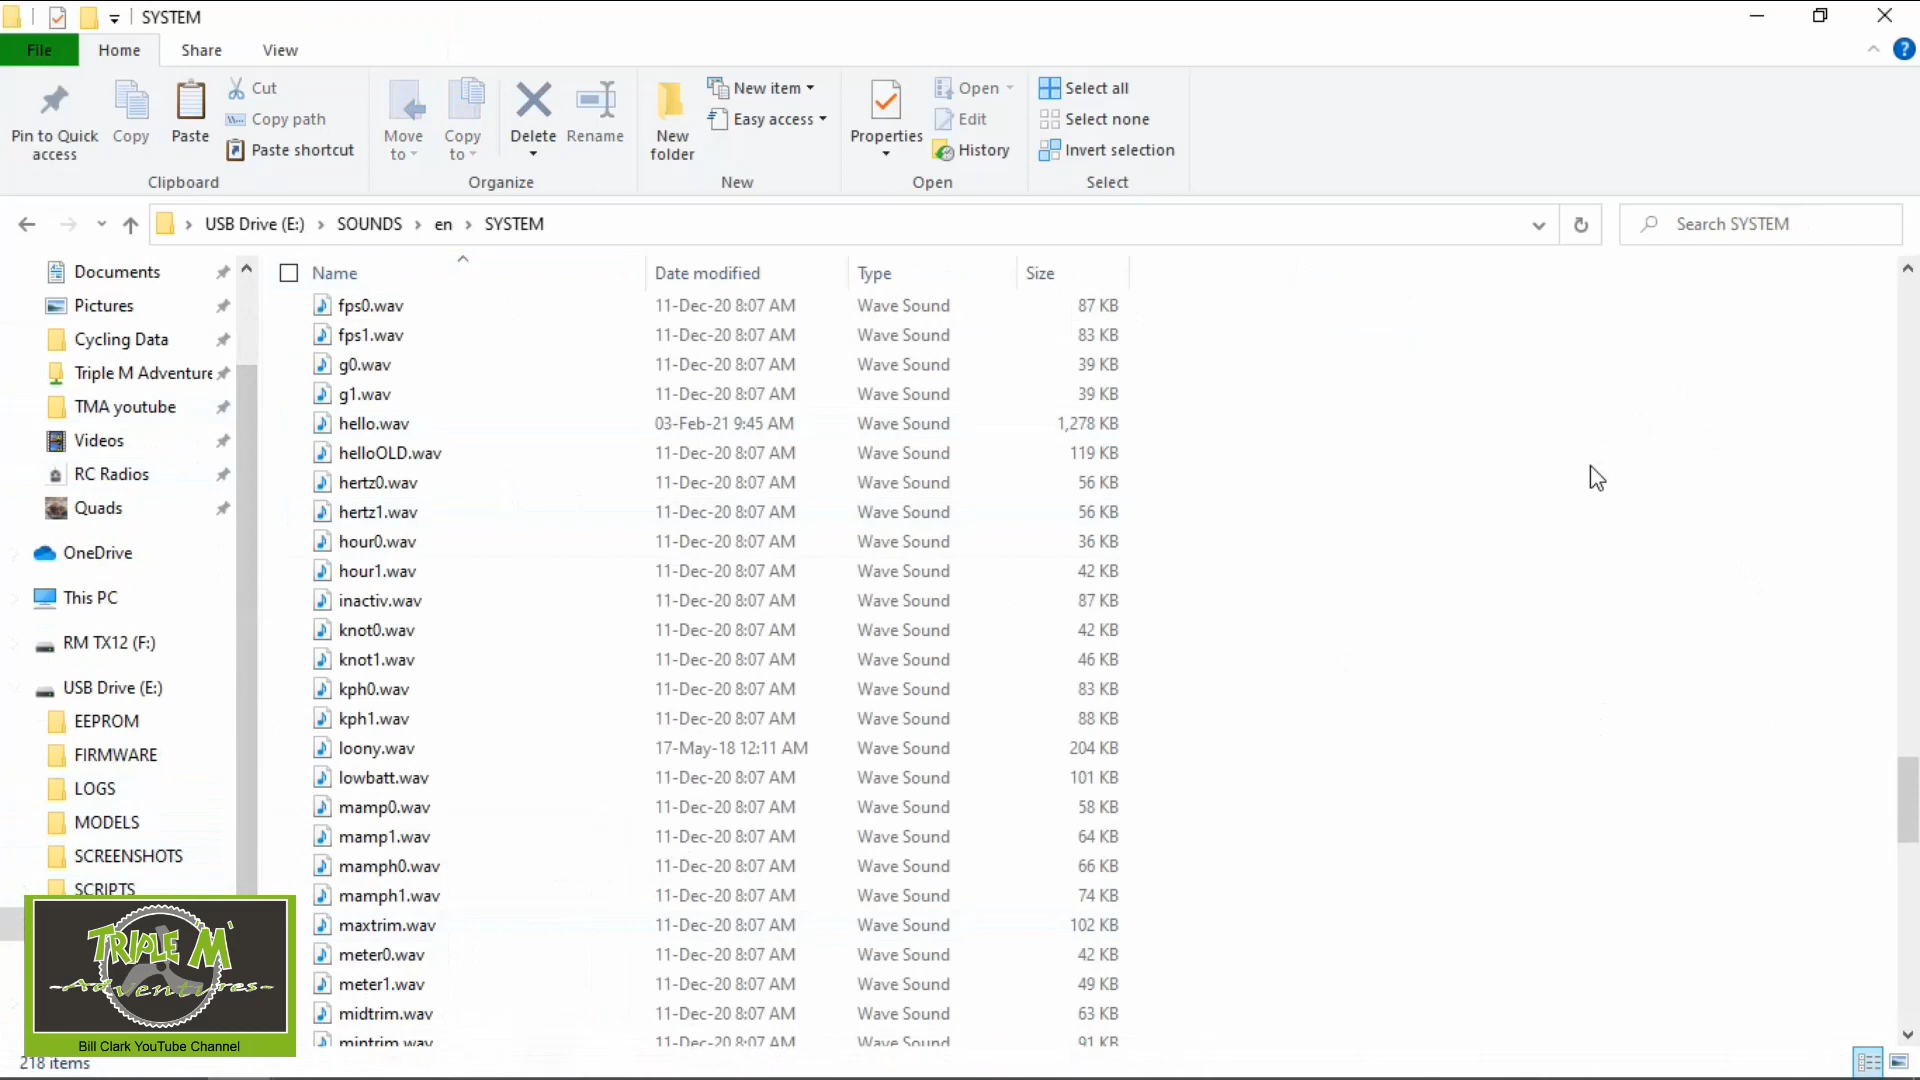 SYSTEM
File Home Share View
Pin to Quick access
Copy
Paste
Cut
Copy path
Paste shortcut
Clipboard
Move to
Copy to
Delete
Rename
Organize
New folder
New item
Easy access
New
Properties
Open
Edit
History
Open
Select all
Select none
Invert selection
Select
USB Drive (E:) SOUNDS en SYSTEM
Search SYSTEM
Documents
Pictures
Cycling Data
Triple M Adventure
TMA youtube
Videos
RC Radios
Quads
OneDrive
This PC
RM TX12 (F:)
USB Drive (E:)
EEPROM
FIRMWARE
LOGS
MODELS
SCREENSHOTS
SCRIPTS
Name Date modified Type Size
fps0.wav 11-Dec-20 8:07 AM Wave Sound 87 KB
fps1.wav 11-Dec-20 8:07 AM Wave Sound 83 KB
g0.wav 11-Dec-20 8:07 AM Wave Sound 39 KB
g1.wav 11-Dec-20 8:07 AM Wave Sound 39 KB
hello.wav 03-Feb-21 9:45 AM Wave Sound 1,278 KB
helloOLD.wav 11-Dec-20 8:07 AM Wave Sound 119 KB
hertz0.wav 11-Dec-20 8:07 AM Wave Sound 56 KB
hertz1.wav 11-Dec-20 8:07 AM Wave Sound 56 KB
hour0.wav 11-Dec-20 8:07 AM Wave Sound 36 KB
hour1.wav 11-Dec-20 8:07 AM Wave Sound 42 KB
inactiv.wav 11-Dec-20 8:07 AM Wave Sound 87 KB
knot0.wav 11-Dec-20 8:07 AM Wave Sound 42 KB
knot1.wav 11-Dec-20 8:07 AM Wave Sound 46 KB
kph0.wav 11-Dec-20 8:07 AM Wave Sound 83 KB
kph1.wav 11-Dec-20 8:07 AM Wave Sound 88 KB
loony.wav 17-May-18 12:11 AM Wave Sound 204 KB
lowbatt.wav 11-Dec-20 8:07 AM Wave Sound 101 KB
mamp0.wav 11-Dec-20 8:07 AM Wave Sound 58 KB
mamp1.wav 11-Dec-20 8:07 AM Wave Sound 64 KB
mamph0.wav 11-Dec-20 8:07 AM Wave Sound 66 KB
mamph1.wav 11-Dec-20 8:07 AM Wave Sound 74 KB
maxtrim.wav 11-Dec-20 8:07 AM Wave Sound 102 KB
meter0.wav 11-Dec-20 8:07 AM Wave Sound 42 KB
meter1.wav 11-Dec-20 8:07 AM Wave Sound 49 KB
midtrim.wav 11-Dec-20 8:07 AM Wave Sound 63 KB
mintrim.wav 11-Dec-20 8:07 AM Wave Sound 91 KB
TRIPLE M
-Adventures-
Bill Clark YouTube Channel
218 items